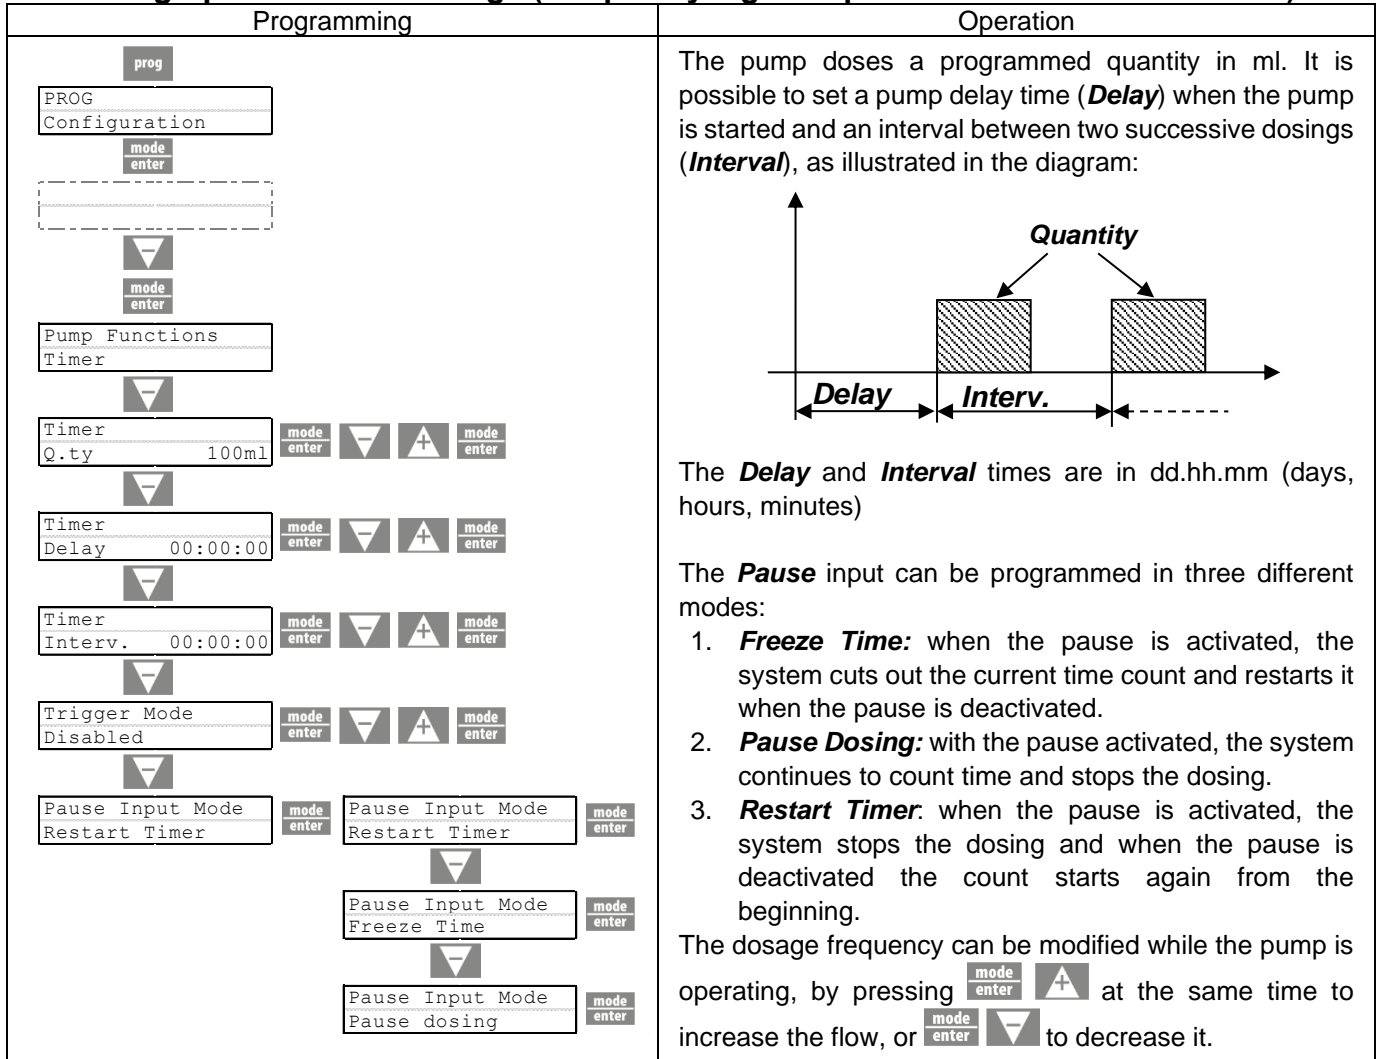 Programming
Operation
prog
PROG
Configuration
mode
enter
mode
enter
Pump Functions
Timer
Timer
Q.ty 100ml
mode
enter
mode
enter
Timer
Delay 00:00:00
mode
enter
mode
enter
Timer
Interv. 00:00:00
mode
enter
mode
enter
Trigger Mode
Disabled
mode
enter
mode
enter
Pause Input Mode
Restart Timer
mode
enter
Pause Input Mode
Restart Timer
mode
enter
Pause Input Mode
Freeze Time
mode
enter
Pause Input Mode
Pause dosing
mode
enter
The pump doses a programmed quantity in ml. It is
possible to set a pump delay time (Delay) when the pump
is started and an interval between two successive dosings
(Interval), as illustrated in the diagram:
Quantity
Delay
Interv.
The Delay and Interval times are in dd.hh.mm (days,
hours, minutes)
The Pause input can be programmed in three different
modes:
1. Freeze Time: when the pause is activated, the
system cuts out the current time count and restarts it
when the pause is deactivated.
2. Pause Dosing: with the pause activated, the system
continues to count time and stops the dosing.
3. Restart Timer: when the pause is activated, the
system stops the dosing and when the pause is
deactivated the count starts again from the
beginning.
The dosage frequency can be modified while the pump is
operating, by pressing mode enter + at the same time to
increase the flow, or mode enter − to decrease it.